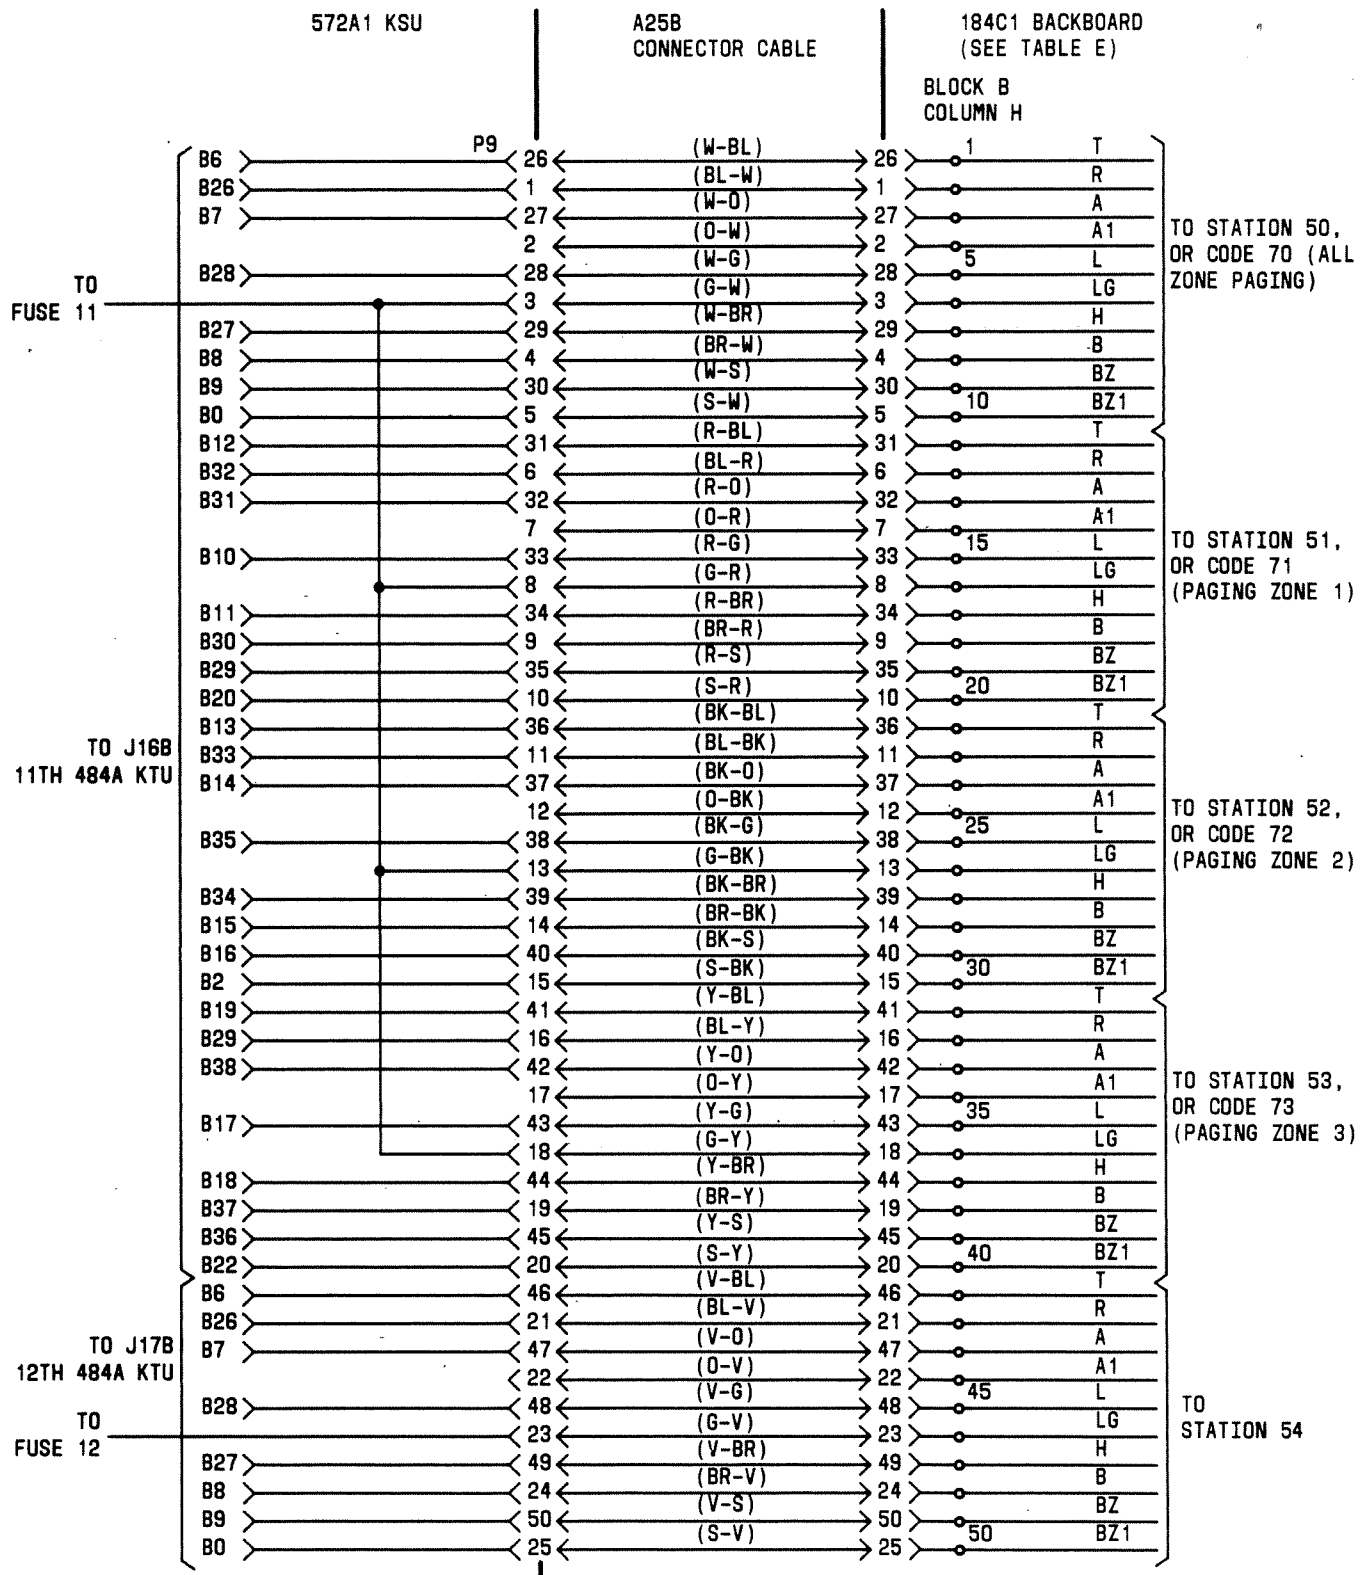 572A1 KSU A25B 184C1 BACKBOARD
CONNECTOR CABLE (SEE TABLE E)
BLOCK B
COLUMN H
B6 P9 26 (W-BL) 26 1 T
B26 1 (BL-W) 1 R
B7 27 (W-O) 27 A
2 (O-W) 2 A1
B28 28 (W-G) 28 5 L
3 (G-W) 3 LG
B27 29 (W-BR) 29 H
B8 4 (BR-W) 4 B
B9 30 (W-S) 30 BZ
B0 5 (S-W) 5 10 BZ1
TO
FUSE 11
TO STATION 50,
OR CODE 70 (ALL
ZONE PAGING)
B12 31 (R-BL) 31 T
B32 6 (BL-R) 6 R
B31 32 (R-O) 32 A
7 (O-R) 7 A1
B10 33 (R-G) 33 15 L
8 (G-R) 8 LG
B11 34 (R-BR) 34 H
B30 9 (BR-R) 9 B
B29 35 (R-S) 35 BZ
B20 10 (S-R) 10 20 BZ1
TO STATION 51,
OR CODE 71
(PAGING ZONE 1)
B13 36 (BK-BL) 36 T
B33 11 (BL-BK) 11 R
B14 37 (BK-O) 37 A
12 (O-BK) 12 A1
B35 38 (BK-G) 38 25 L
13 (G-BK) 13 LG
B34 39 (BK-BR) 39 H
B15 14 (BR-BK) 14 B
B16 40 (BK-S) 40 BZ
B2 15 (S-BK) 15 30 BZ1
TO J16B
11TH 484A KTU
TO STATION 52,
OR CODE 72
(PAGING ZONE 2)
B19 41 (Y-BL) 41 T
B29 16 (BL-Y) 16 R
B38 42 (Y-O) 42 A
17 (O-Y) 17 A1
B17 43 (Y-G) 43 35 L
18 (G-Y) 18 LG
B18 44 (Y-BR) 44 H
B37 19 (BR-Y) 19 B
B36 45 (Y-S) 45 BZ
B22 20 (S-Y) 20 40 BZ1
TO STATION 53,
OR CODE 73
(PAGING ZONE 3)
B6 46 (V-BL) 46 T
B26 21 (BL-V) 21 R
B7 47 (V-O) 47 A
22 (O-V) 22 A1
B28 48 (V-G) 48 45 L
23 (G-V) 23 LG
B27 49 (V-BR) 49 H
B8 24 (BR-V) 24 B
B9 50 (V-S) 50 BZ
B0 25 (S-V) 25 50 BZ1
TO J17B
12TH 484A KTU
TO
FUSE 12
TO
STATION 54